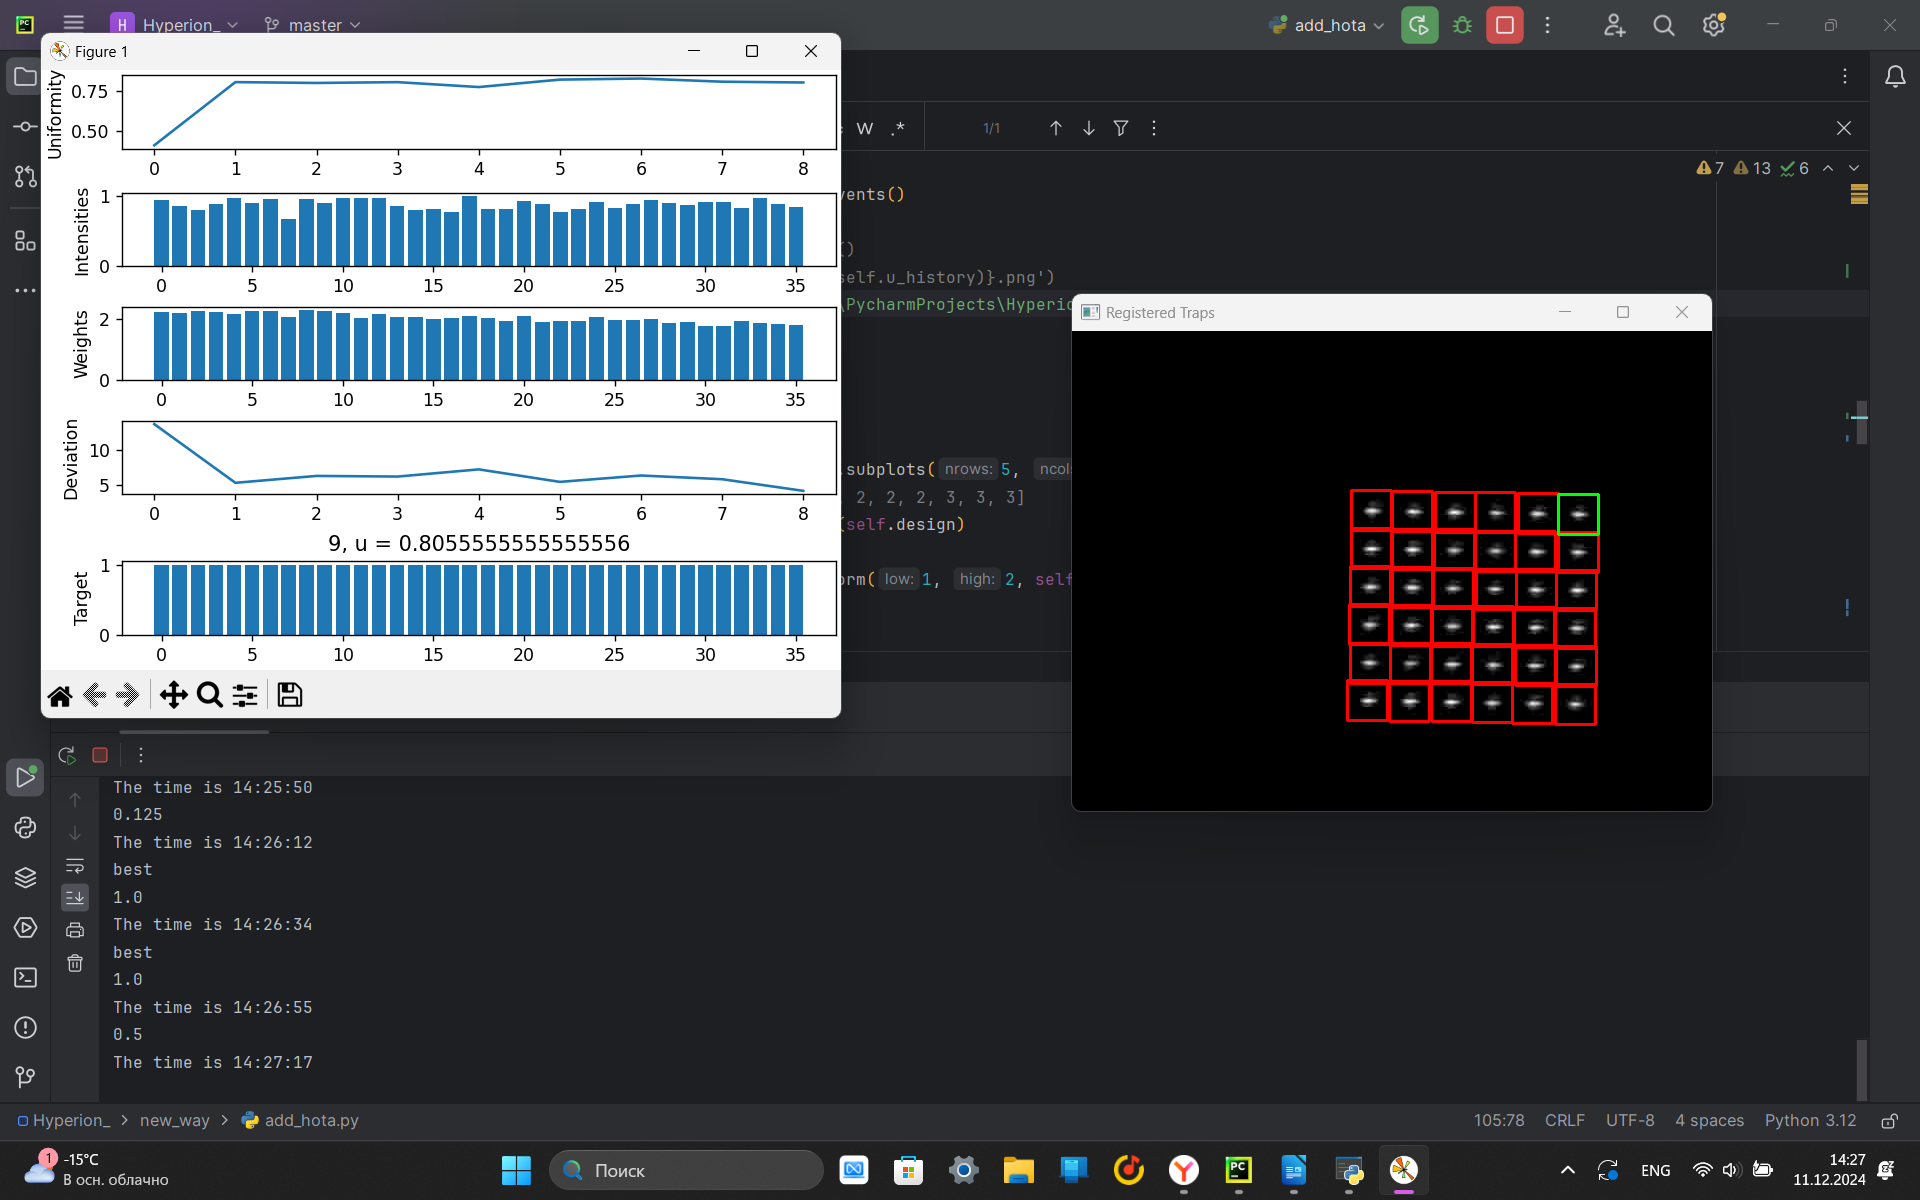 PC
H Hyperion_ master
add_hota
Figure 1
Uniformity
0.75
0.50
0 1 2 3 4 5 6 7 8
Intensities
1
0
0 5 10 15 20 25 30 35
Weights
2
0
0 5 10 15 20 25 30 35
Deviation
10
5
0 1 2 3 4 5 6 7 8
9, u = 0.8055555555555556
Target
1
0
0 5 10 15 20 25 30 35
W .* 1/1
7 13 6
vents()
()
self.u_history)}.png')
\PycharmProjects\Hyperio
.subplots( nrows: 5, ncols
, 2, 2, 2, 3, 3, 3]
(self.design)
orm( low: 1, high: 2, self
Registered Traps
The time is 14:25:50
0.125
The time is 14:26:12
best
1.0
The time is 14:26:34
best
1.0
The time is 14:26:55
0.5
The time is 14:27:17
Hyperion_ > new_way > add_hota.py
105:78 CRLF UTF-8 4 spaces Python 3.12
1
-15°C
В осн. облачно
Поиск
PC
ENG
14:27
11.12.2024